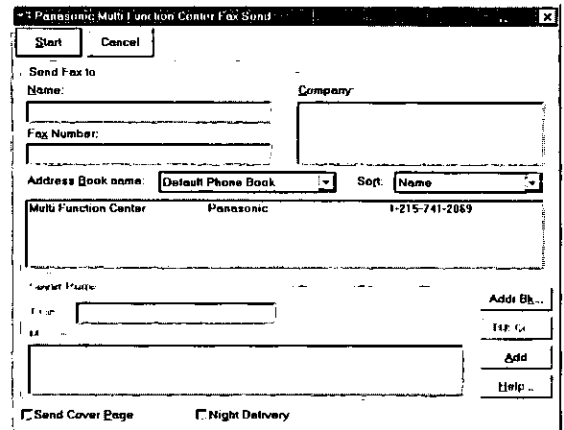 Panasonic Multi Function Center Fax Send
Start Cancel
Send Fax to
Name: Company:
Fax Number:
Address Book name: Default Phone Book Sort: Name
Multi Function Center Panasonic 1-215-741-2069
Addr Bk...
Add
Help...
Send Cover Page Night Delivery